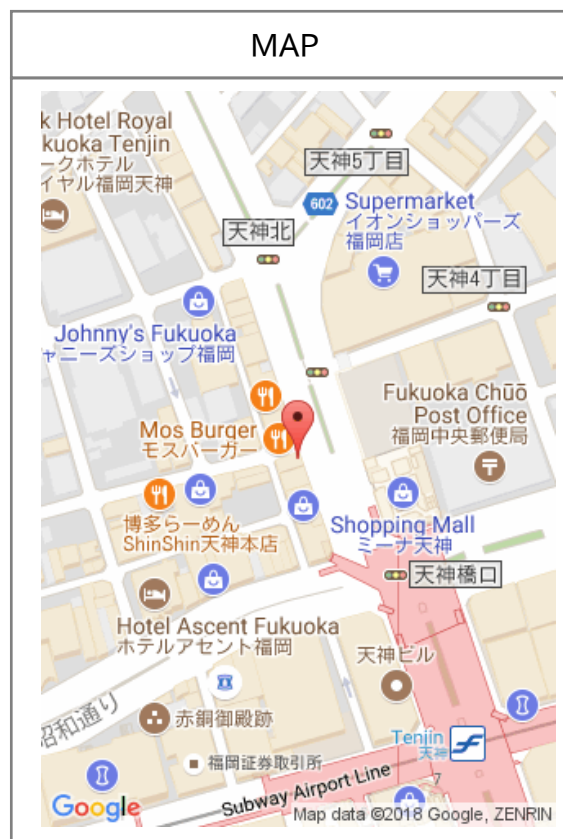 MAP
k Hotel Royal
kuoka Tenjin
ークホテル
イヤル福岡天神
天神5丁目
602
Supermarket
イオンショッパーズ
福岡店
天神北
天神4丁目
Johnny's Fukuoka
ャニーズショップ福岡
Fukuoka Chūō
Post Office
福岡中央郵便局
Mos Burger
モスバーガー
博多らーめん
ShinShin天神本店
Shopping Mall
ミーナ天神
天神橋口
Hotel Ascent Fukuoka
ホテルアセント福岡
天神ビル
昭和通り
赤銅御殿跡
Tenjin
天神
福岡証券取引所
7
Subway Airport Line
Google
Map data ©2018 Google, ZENRIN